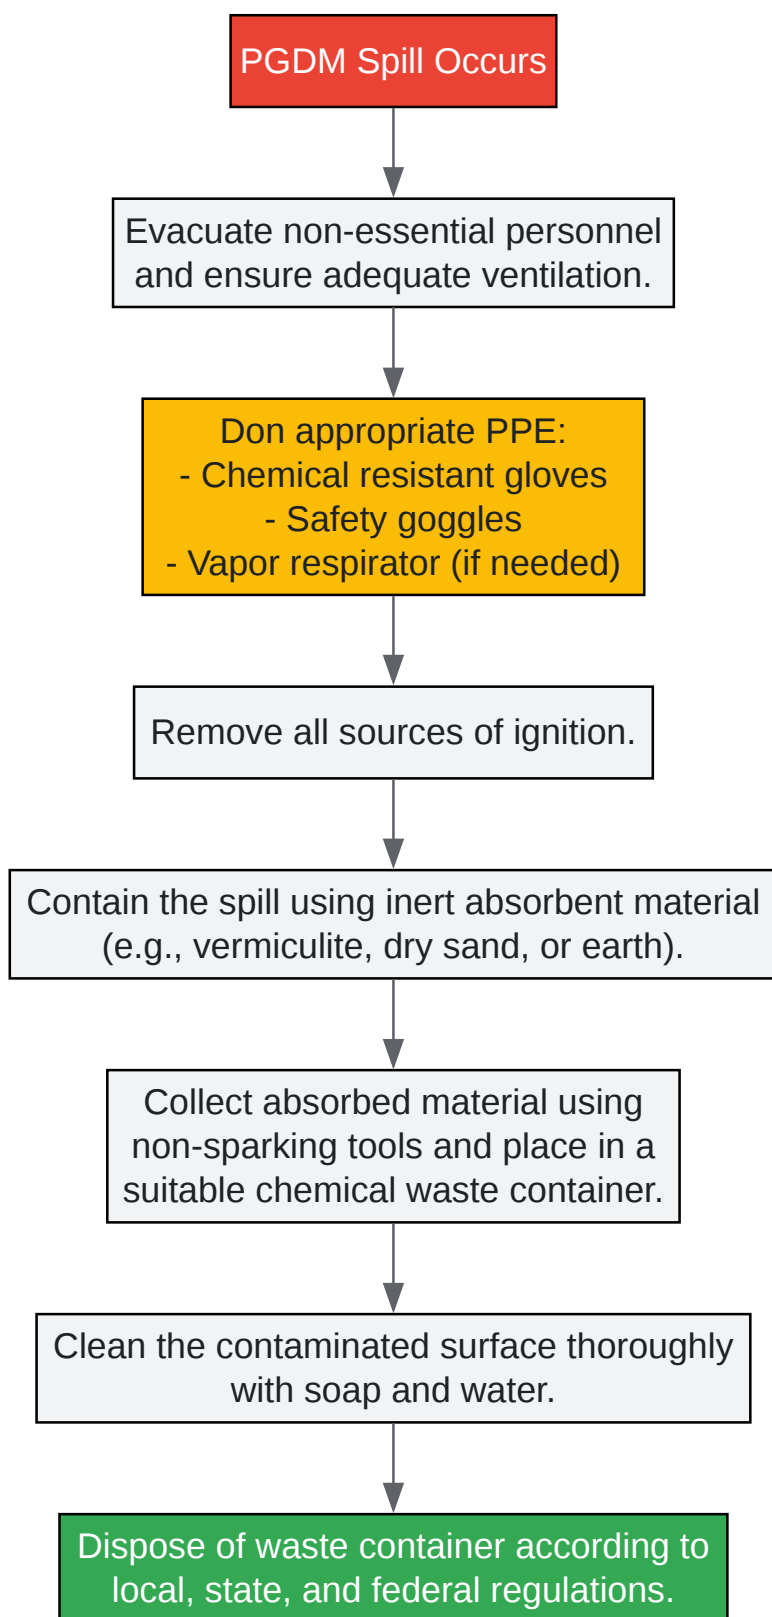 PGDM Spill Occurs
Evacuate non-essential personnel
and ensure adequate ventilation.
Don appropriate PPE:
- Chemical resistant gloves
- Safety goggles
- Vapor respirator (if needed)
Remove all sources of ignition.
Contain the spill using inert absorbent material
(e.g., vermiculite, dry sand, or earth).
Collect absorbed material using
non-sparking tools and place in a
suitable chemical waste container.
Clean the contaminated surface thoroughly
with soap and water.
Dispose of waste container according to
local, state, and federal regulations.